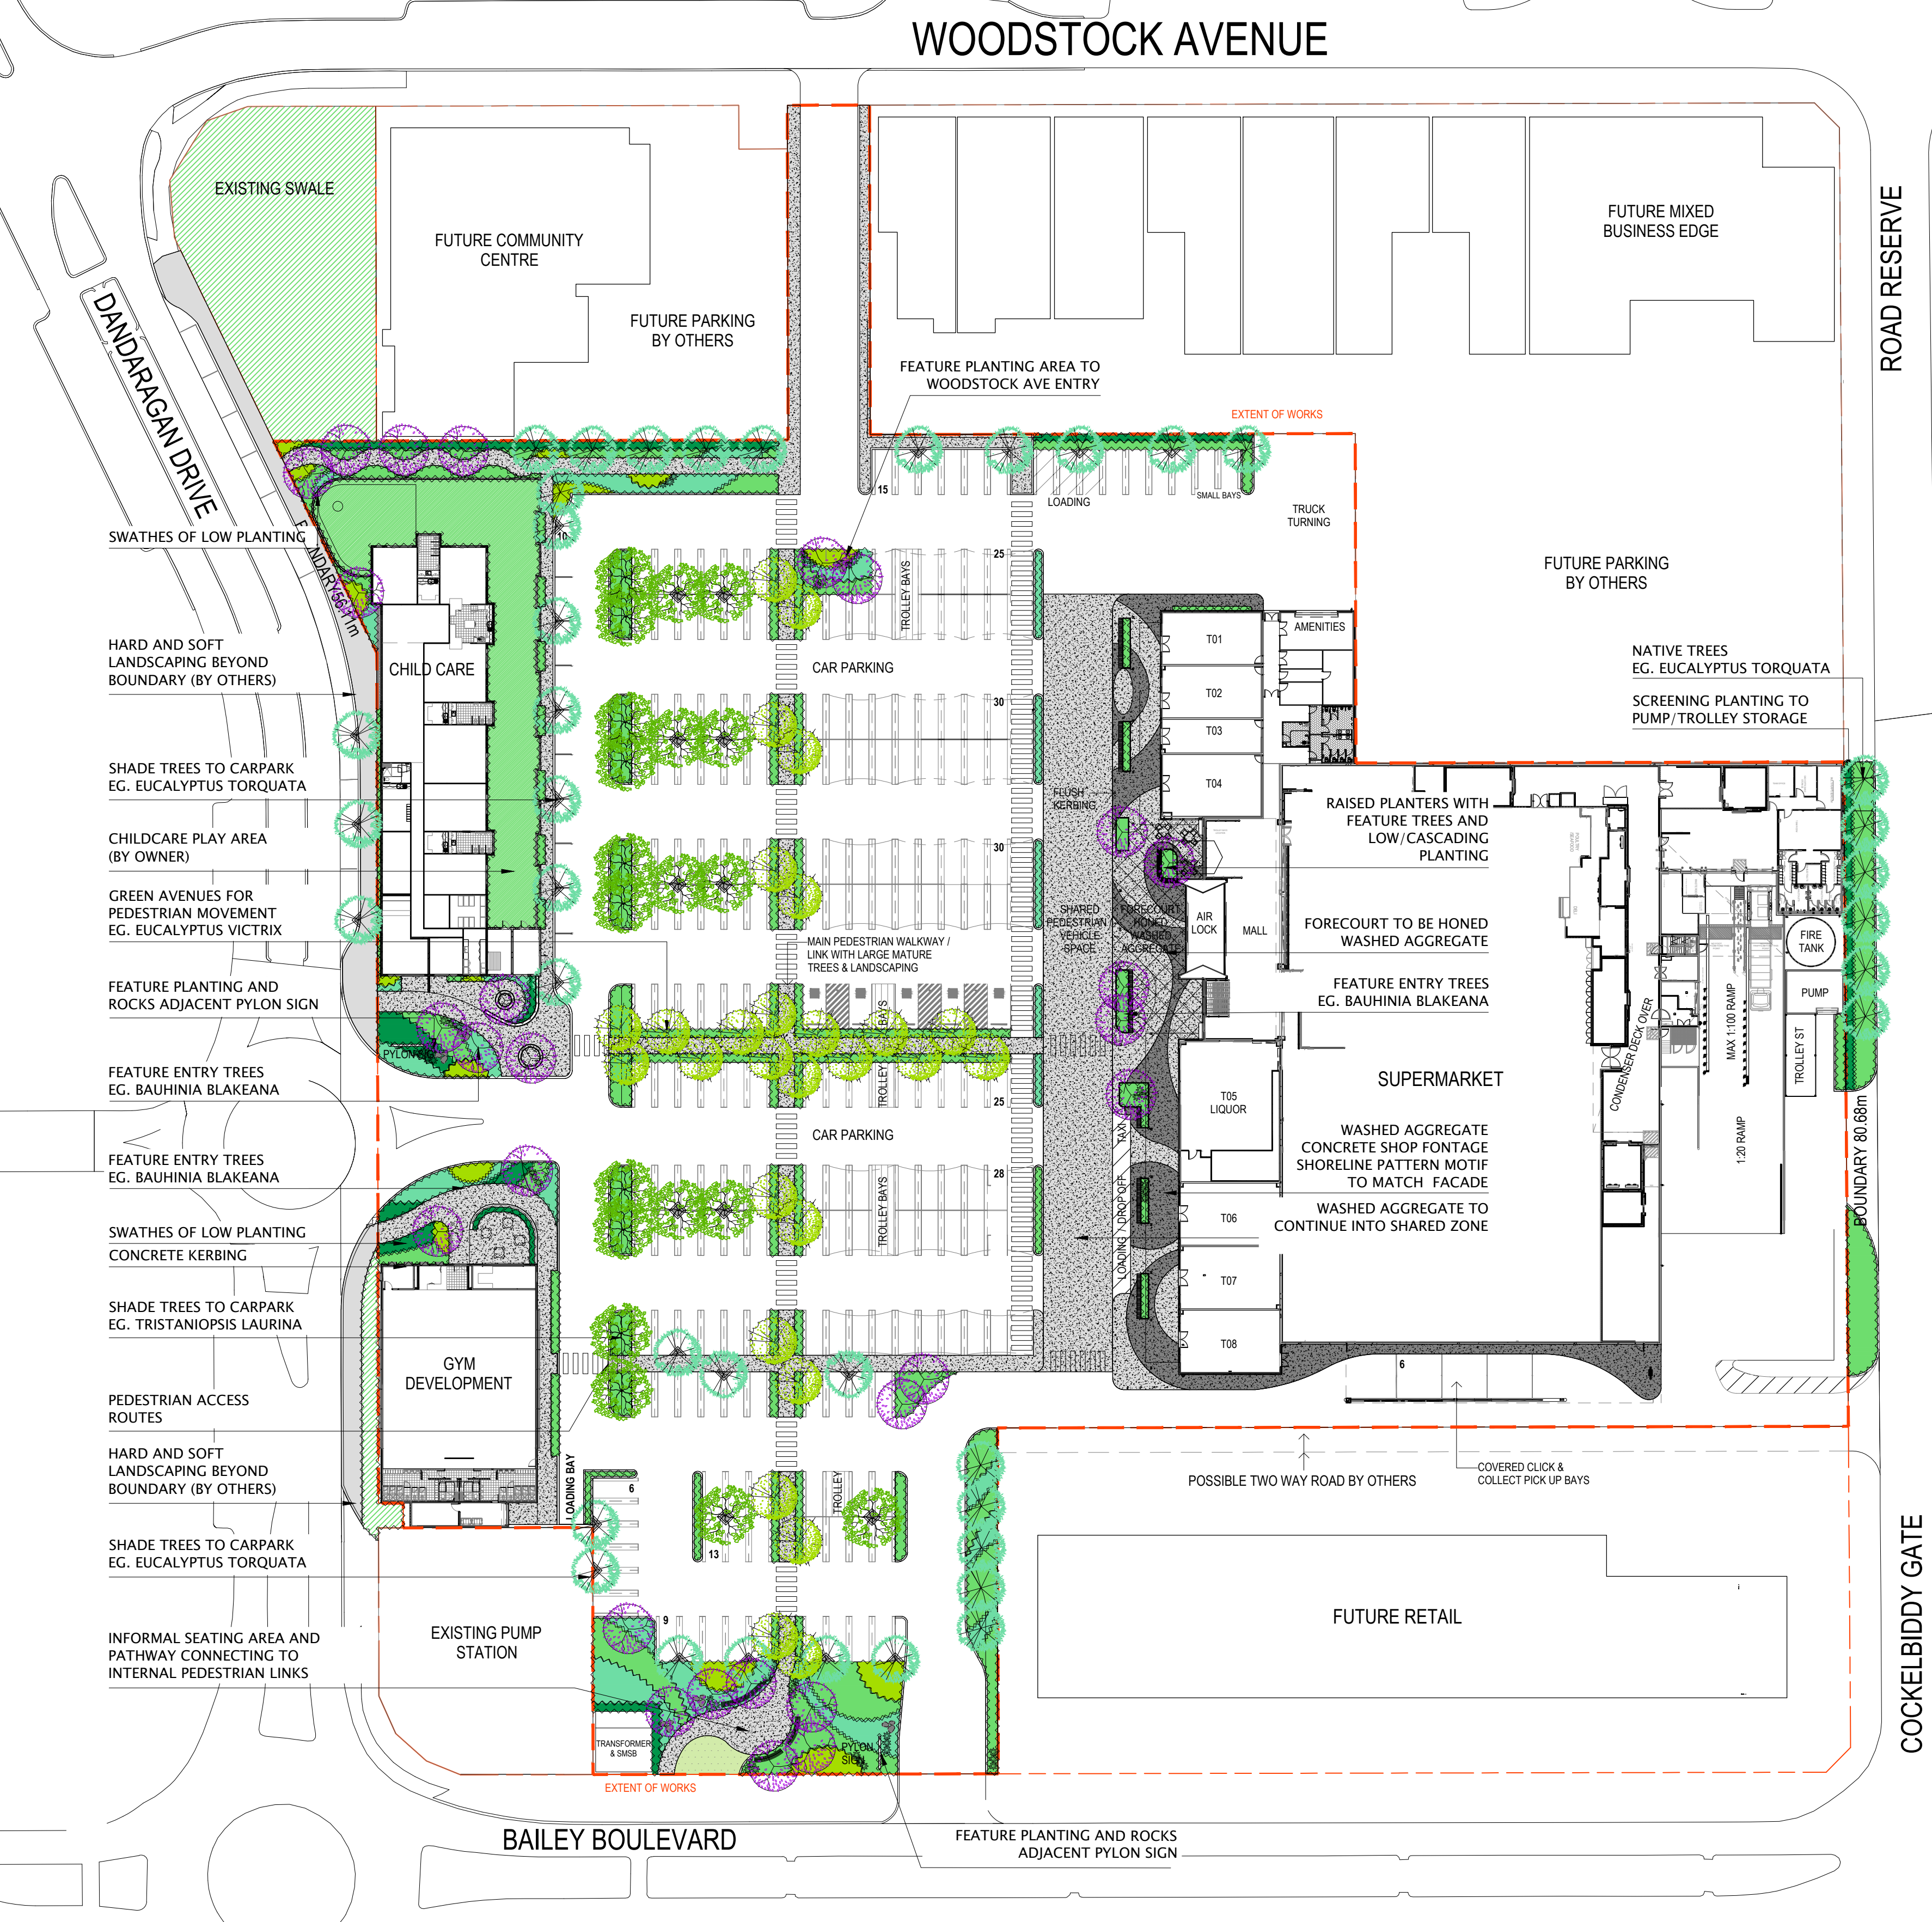 WOODSTOCK AVENUE
EXISTING SWALE
FUTURE COMMUNITY
CENTRE
FUTURE PARKING
BY OTHERS
FUTURE MIXED
BUSINESS EDGE
ROAD RESERVE
DANDARAGAN DRIVE
FEATURE PLANTING AREA TO
WOODSTOCK AVE ENTRY
EXTENT OF WORKS
15
LOADING
SMALL BAYS
TRUCK
TURNING
10
25
TROLLEY BAYS
FUTURE PARKING
BY OTHERS
SWATHES OF LOW PLANTING
NDARY 56.71m
HARD AND SOFT
LANDSCAPING BEYOND
BOUNDARY (BY OTHERS)
CHILD CARE
CAR PARKING
T01
AMENITIES
T02
T03
T04
30
NATIVE TREES
EG. EUCALYPTUS TORQUATA
SCREENING PLANTING TO
PUMP/TROLLEY STORAGE
SHADE TREES TO CARPARK
EG. EUCALYPTUS TORQUATA
FLUSH
KERBING
RAISED PLANTERS WITH
FEATURE TREES AND
LOW/CASCADING
PLANTING
CHILDCARE PLAY AREA
(BY OWNER)
30
GREEN AVENUES FOR
PEDESTRIAN MOVEMENT
EG. EUCALYPTUS VICTRIX
SHARED
PEDESTRIAN
VEHICLE
SPACE
FORECOURT
HONED
WASHED
AGGREGATE
AIR
LOCK
MALL
FORECOURT TO BE HONED
WASHED AGGREGATE
FIRE
TANK
MAIN PEDESTRIAN WALKWAY /
LINK WITH LARGE MATURE
TREES & LANDSCAPING
FEATURE PLANTING AND
ROCKS ADJACENT PYLON SIGN
FEATURE ENTRY TREES
EG. BAUHINIA BLAKEANA
PUMP
MAX 1:100 RAMP
CONDENSER DECK OVER
TROLLEY ST
TROLLEY BAYS
PYLON
FEATURE ENTRY TREES
EG. BAUHINIA BLAKEANA
TROLLEY BAYS
25
T05
LIQUOR
SUPERMARKET
CAR PARKING
TAXI
LOADING / DROP OFF
WASHED AGGREGATE
CONCRETE SHOP FONTAGE
SHORELINE PATTERN MOTIF
TO MATCH FACADE
1:20 RAMP
BOUNDARY 80.68m
FEATURE ENTRY TREES
EG. BAUHINIA BLAKEANA
28
TROLLEY BAYS
WASHED AGGREGATE TO
CONTINUE INTO SHARED ZONE
T06
T07
T08
SWATHES OF LOW PLANTING
CONCRETE KERBING
SHADE TREES TO CARPARK
EG. TRISTANIOPSIS LAURINA
GYM
DEVELOPMENT
6
PEDESTRIAN ACCESS
ROUTES
HARD AND SOFT
LANDSCAPING BEYOND
BOUNDARY (BY OTHERS)
LOADING BAY
6
TROLLEY
13
POSSIBLE TWO WAY ROAD BY OTHERS
COVERED CLICK &
COLLECT PICK UP BAYS
SHADE TREES TO CARPARK
EG. EUCALYPTUS TORQUATA
COCKELBIDDY GATE
EXISTING PUMP
STATION
9
FUTURE RETAIL
INFORMAL SEATING AREA AND
PATHWAY CONNECTING TO
INTERNAL PEDESTRIAN LINKS
TRANSFORMER
& SMSB
PYLON
SIGN
EXTENT OF WORKS
BAILEY BOULEVARD
FEATURE PLANTING AND ROCKS
ADJACENT PYLON SIGN